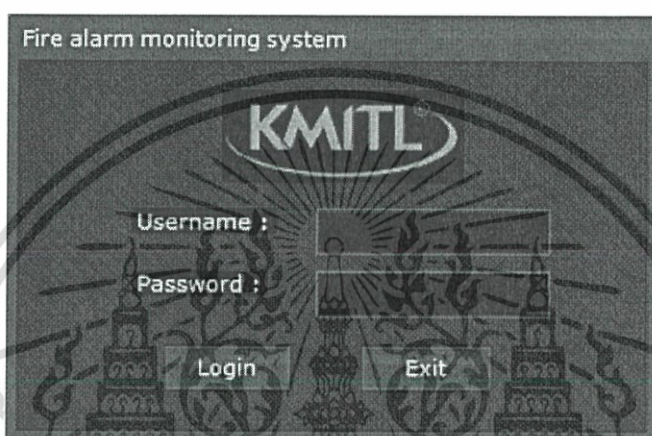 Fire alarm monitoring system
KMITL
Username :
Password :
Login Exit